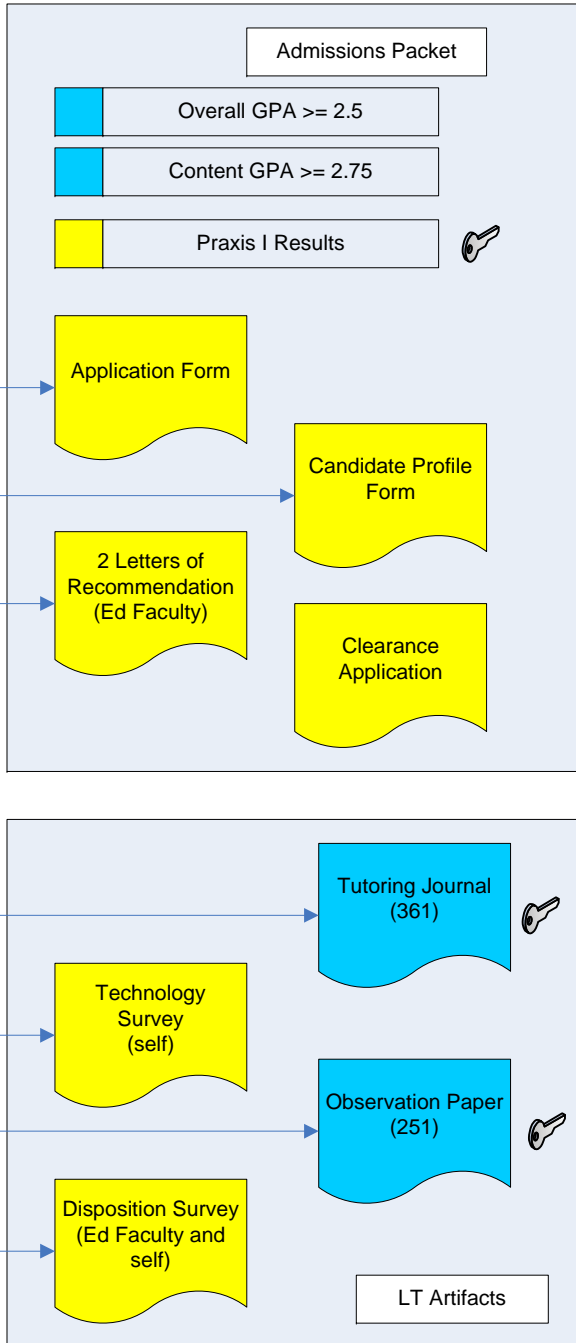 Admissions Packet
Overall GPA >= 2.5
Content GPA >= 2.75
Praxis I Results
Application Form
Candidate Profile
Form
2 Letters of
Recommendation
(Ed Faculty)
Clearance
Application
Tutoring Journal
(361)
Technology
Survey
(self)
Observation Paper
(251)
Disposition Survey
(Ed Faculty and
self)
LT Artifacts